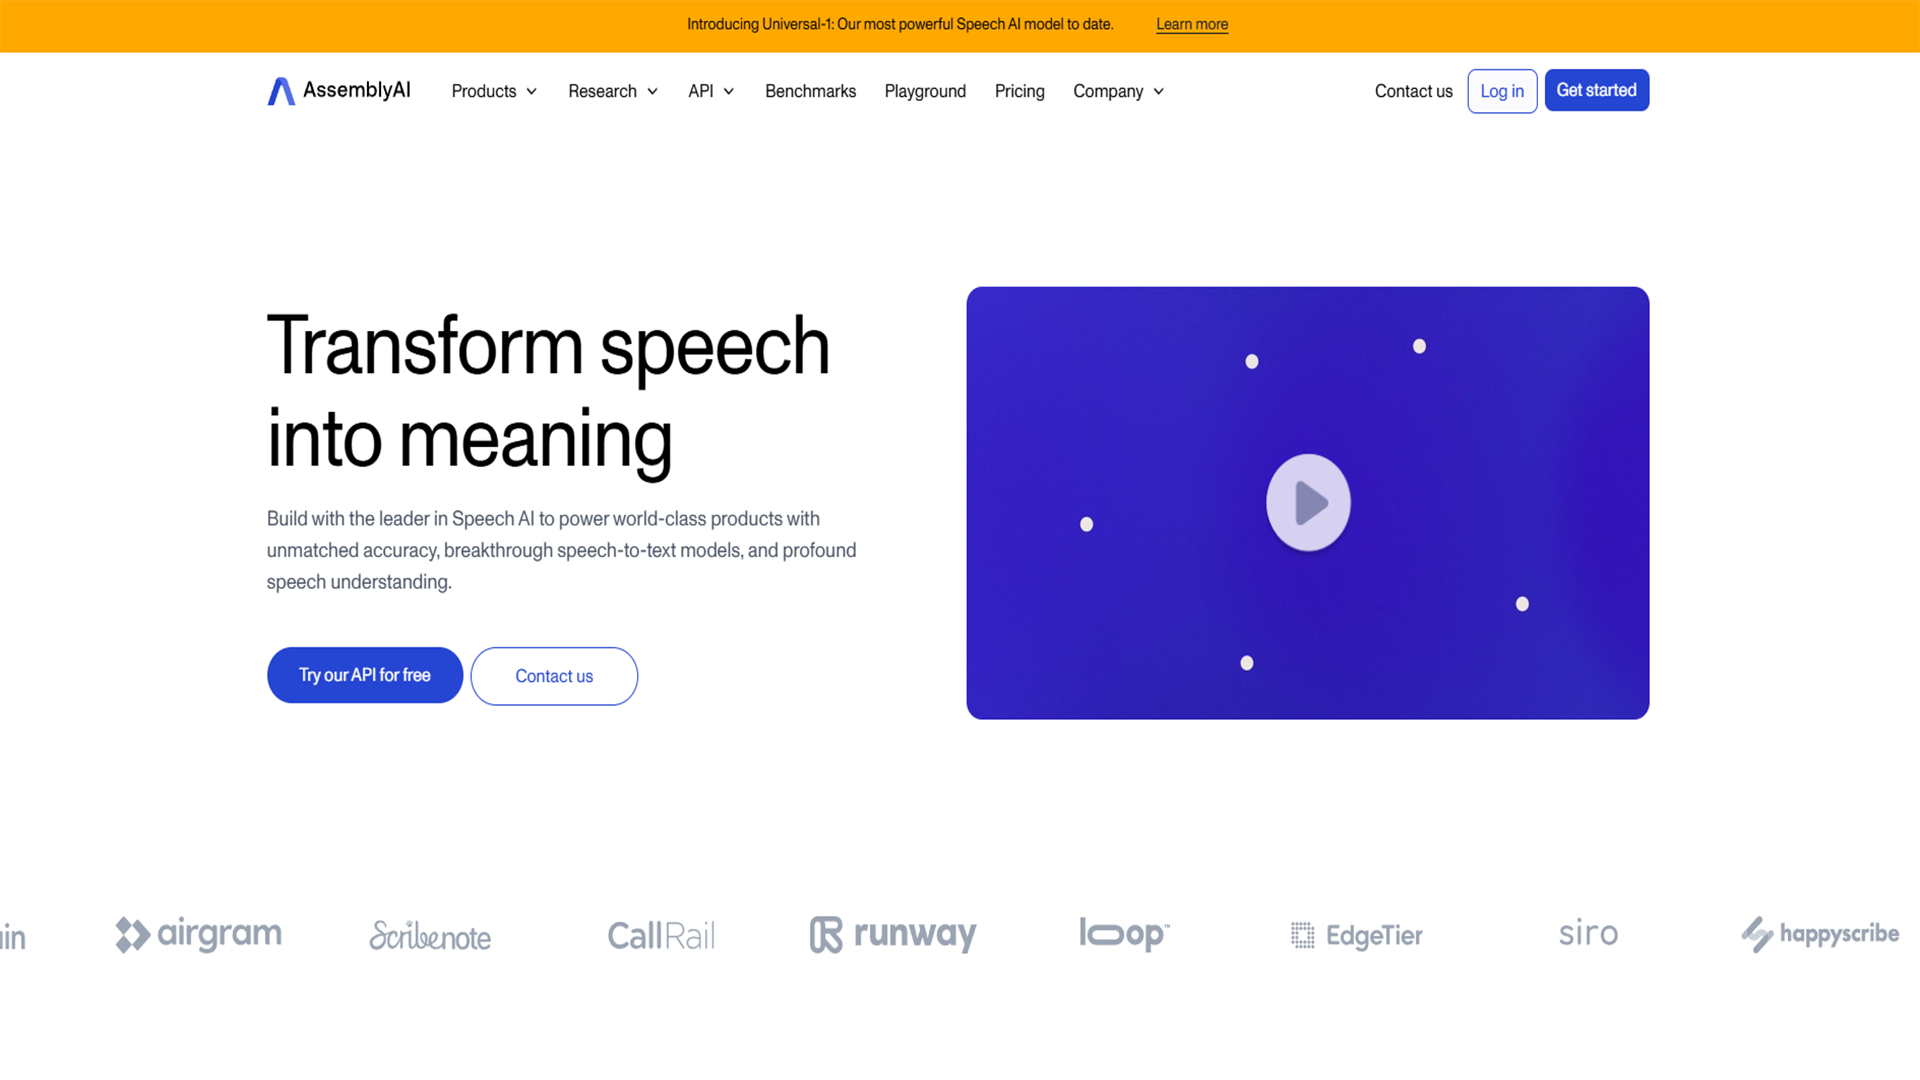 Introducing Universal-1: Our most powerful Speech AI model to date. Learn more
AssemblyAI Products Research API Benchmarks Playground Pricing Company Contact us Log in Get started
Transform speech
into meaning
Build with the leader in Speech AI to power world-class products with
unmatched accuracy, breakthrough speech-to-text models, and profound
speech understanding.
Try our API for free Contact us
airgram Scribenote CallRail runway loop™ EdgeTier siro happyscribe